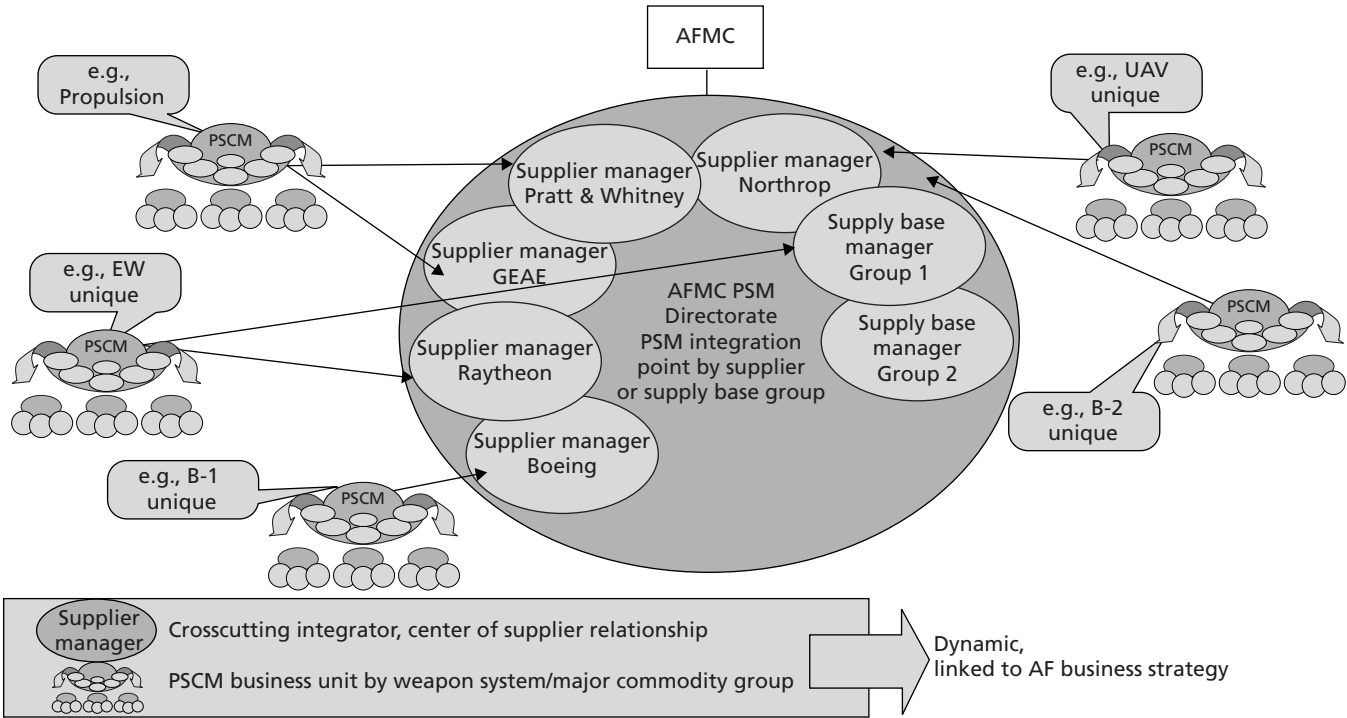 AFMC
e.g.,
Propulsion
PSCM
e.g., UAV
unique
PSCM
Supplier manager
Pratt & Whitney
Supplier manager
Northrop
Supplier manager
GEAE
Supply base
manager
Group 1
e.g., EW
unique
PSCM
AFMC PSM
Directorate
PSM integration
point by supplier
or supply base group
Supply base
manager
Group 2
PSCM
e.g., B-2
unique
Supplier manager
Raytheon
Supplier manager
Boeing
e.g., B-1
unique
PSCM
Supplier
manager
Crosscutting integrator, center of supplier relationship
PSCM business unit by weapon system/major commodity group
Dynamic,
linked to AF business strategy